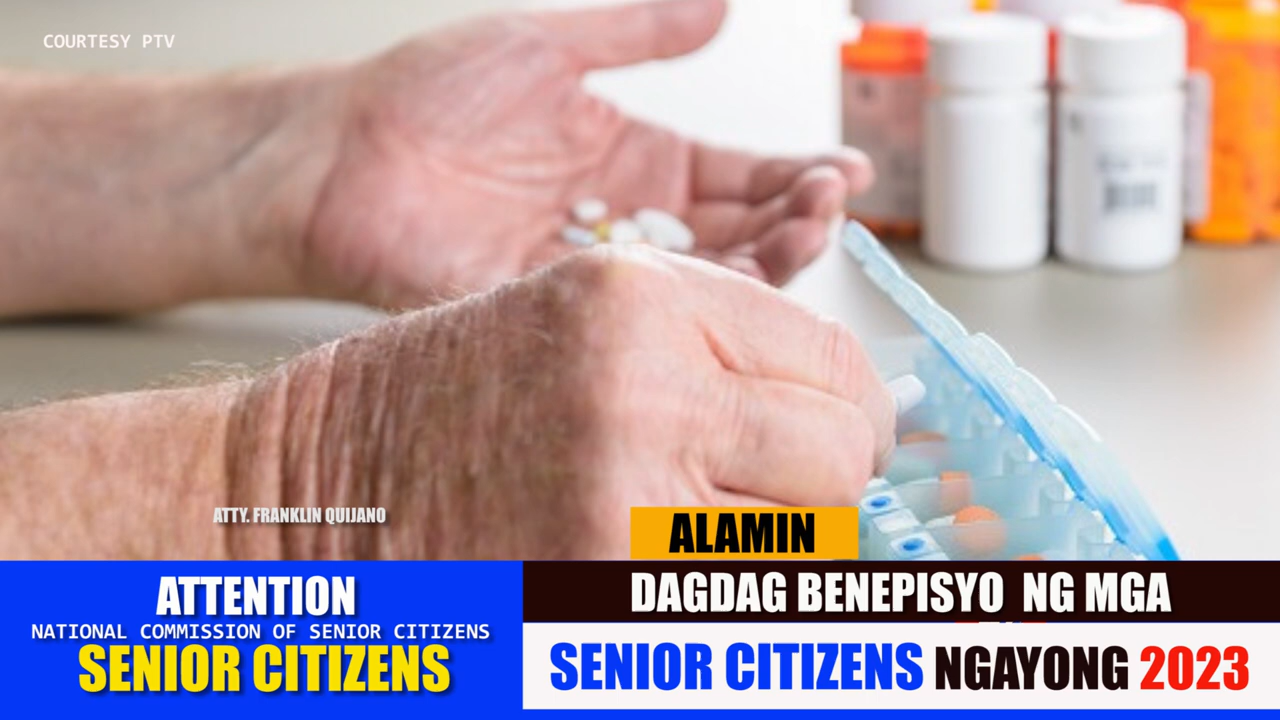 COURTESY PTV
ATTY. FRANKLIN QUIJANO
ALAMIN
ATTENTION
NATIONAL COMMISSION OF SENIOR CITIZENS
SENIOR CITIZENS
DAGDAG BENEPISYO NG MGA
SENIOR CITIZENS NGAYONG 2023